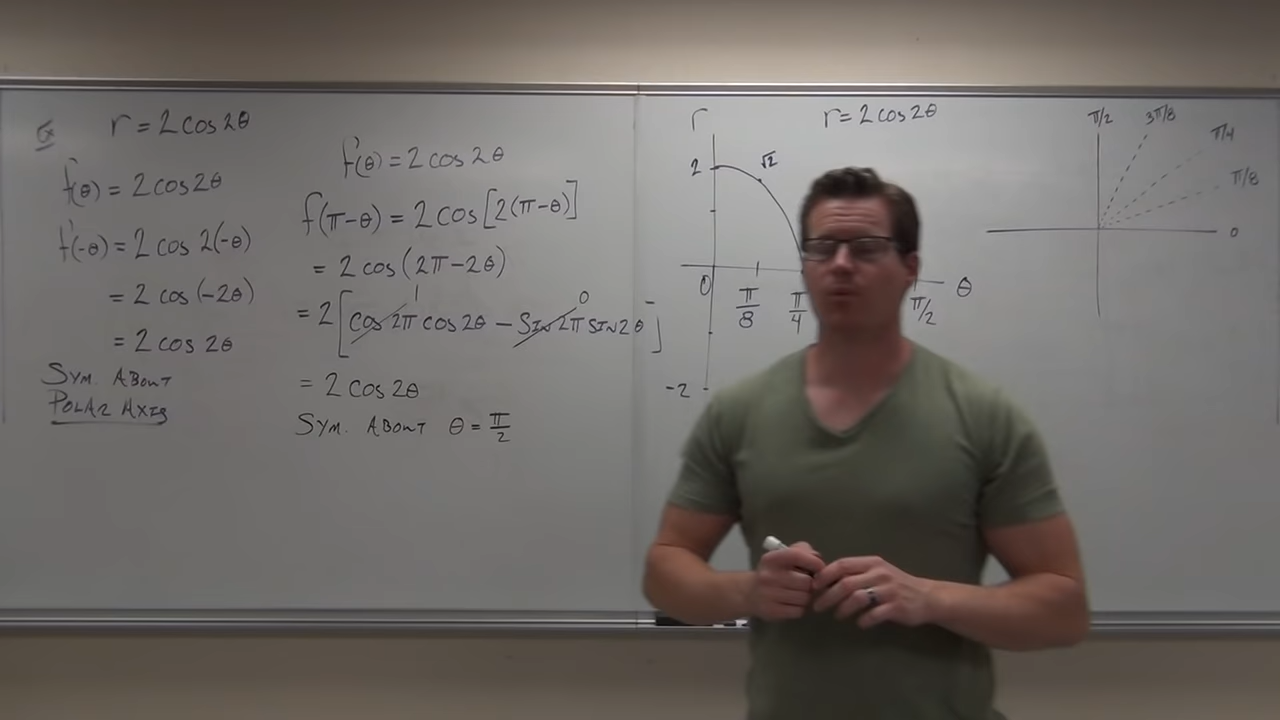 Ex r = 2 cos 2θ
f(θ) = 2 cos 2θ
f(-θ) = 2 cos 2(-θ)
= 2 cos (-2θ)
= 2 cos 2θ
SYM. ABOUT
POLAR AXIS
f(θ) = 2 cos 2θ
f(π-θ) = 2 cos [2(π-θ)]
= 2 cos (2π-2θ)
1 0
= 2 [cos 2π cos 2θ - SIN 2π SIN 2θ]
= 2 cos 2θ
SYM. ABOUT θ = π/2
r r = 2 cos 2θ
2 √2
0 π/8 π/4 π/2 θ
-2
π/2 3π/8
π/4
π/8
0